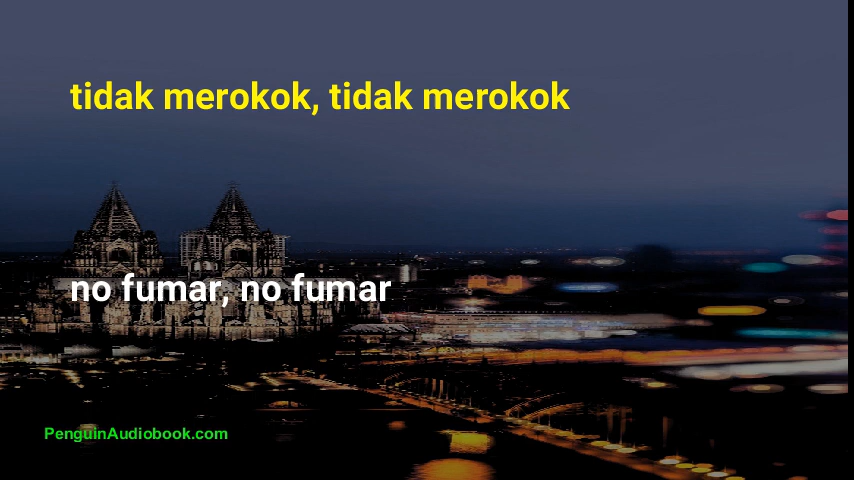 tidak merokok, tidak merokok
no fumar, no fumar
PenguinAudiobook.com